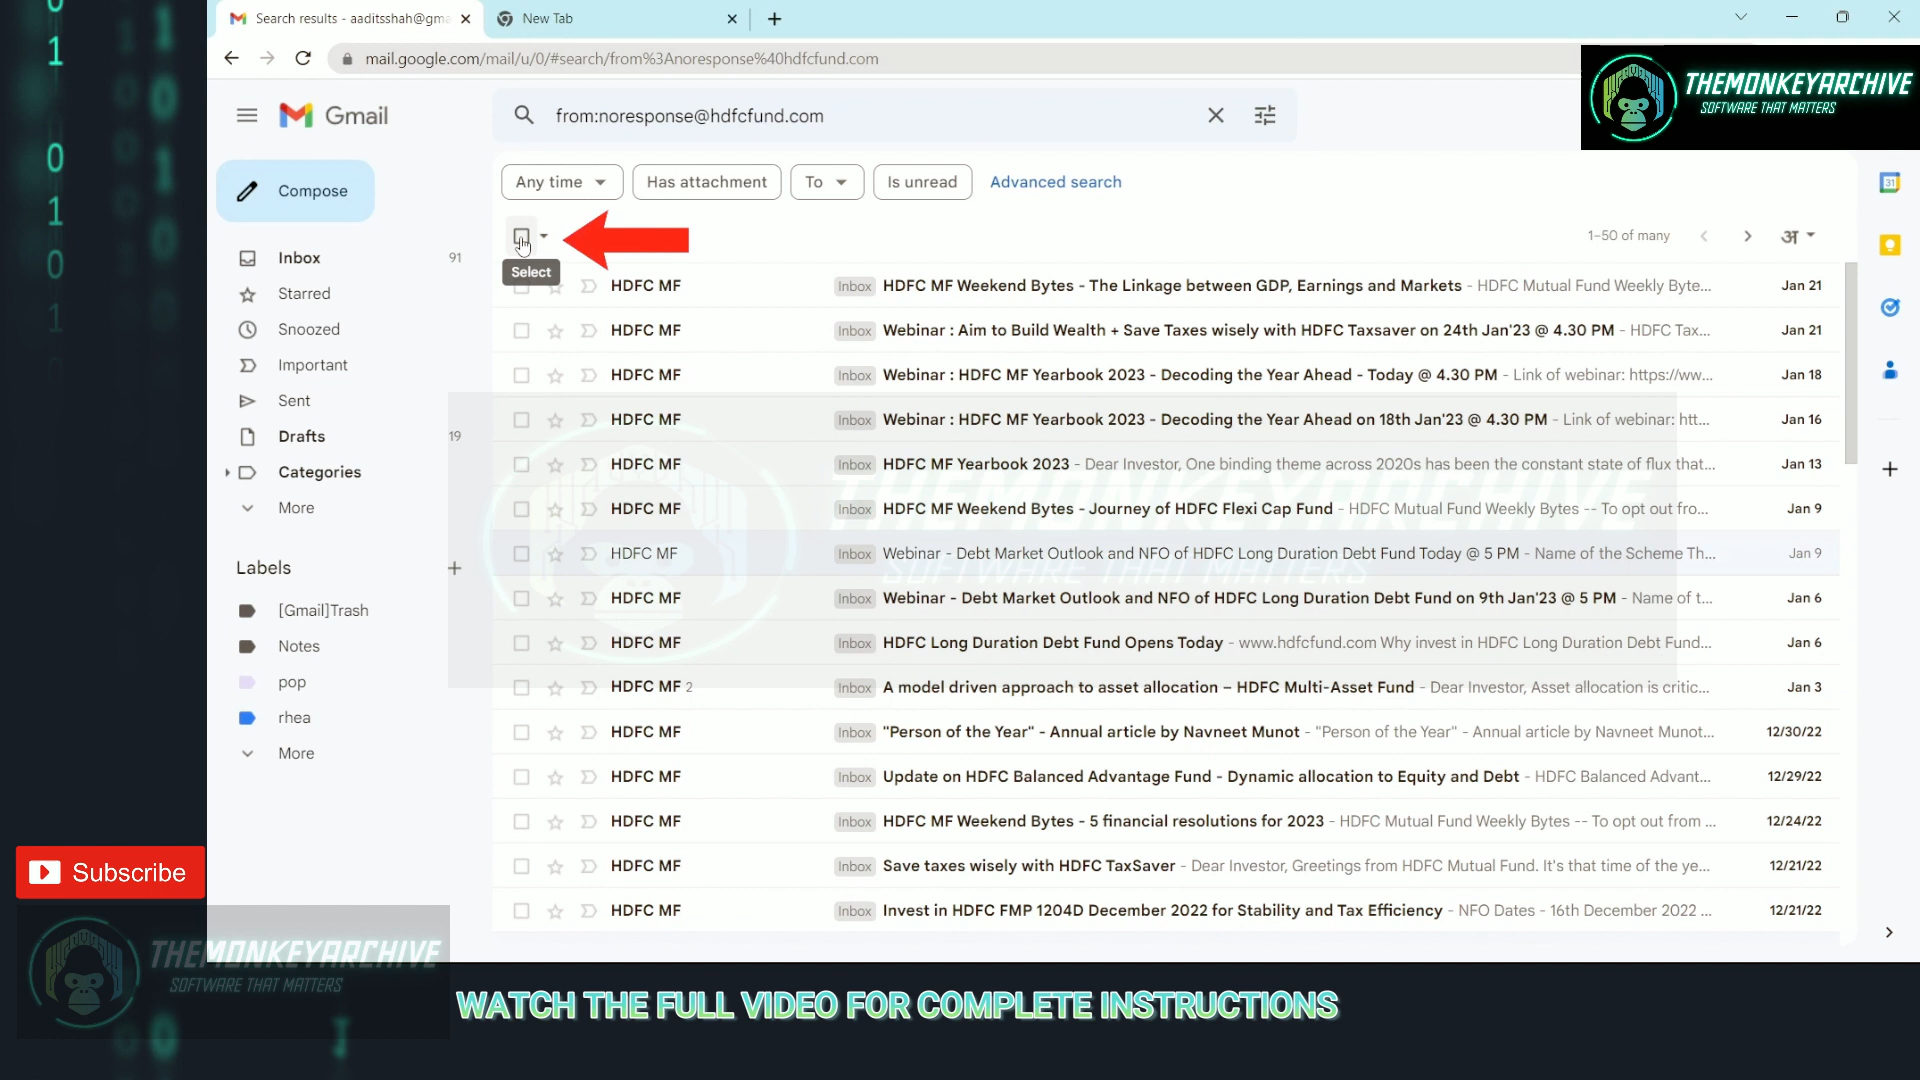 Search results - aaditsshah@gma
New Tab
mail.google.com/mail/u/0/#search/from%3Anoresponse%40hdfcfund.com
THEMONKEYARCHIVE
SOFTWARE THAT MATTERS
Gmail
from:noresponse@hdfcfund.com
Compose
Any time
Has attachment
To
Is unread
Advanced search
1–50 of many
अ
Select
Inbox 91
Starred
Snoozed
Important
Sent
Drafts 19
Categories
More
Labels
[Gmail]Trash
Notes
pop
rhea
More
HDFC MF Inbox HDFC MF Weekend Bytes - The Linkage between GDP, Earnings and Markets - HDFC Mutual Fund Weekly Byte... Jan 21
HDFC MF Inbox Webinar : Aim to Build Wealth + Save Taxes wisely with HDFC Taxsaver on 24th Jan'23 @ 4.30 PM - HDFC Tax... Jan 21
HDFC MF Inbox Webinar : HDFC MF Yearbook 2023 - Decoding the Year Ahead - Today @ 4.30 PM - Link of webinar: https://ww... Jan 18
HDFC MF Inbox Webinar : HDFC MF Yearbook 2023 - Decoding the Year Ahead on 18th Jan'23 @ 4.30 PM - Link of webinar: htt... Jan 16
HDFC MF Inbox HDFC MF Yearbook 2023 - Dear Investor, One binding theme across 2020s has been the constant state of flux that... Jan 13
HDFC MF Inbox HDFC MF Weekend Bytes - Journey of HDFC Flexi Cap Fund - HDFC Mutual Fund Weekly Bytes -- To opt out fro... Jan 9
HDFC MF Inbox Webinar - Debt Market Outlook and NFO of HDFC Long Duration Debt Fund Today @ 5 PM - Name of the Scheme Th... Jan 9
HDFC MF Inbox Webinar - Debt Market Outlook and NFO of HDFC Long Duration Debt Fund on 9th Jan'23 @ 5 PM - Name of t... Jan 6
HDFC MF Inbox HDFC Long Duration Debt Fund Opens Today - www.hdfcfund.com Why invest in HDFC Long Duration Debt Fund... Jan 6
HDFC MF 2 Inbox A model driven approach to asset allocation – HDFC Multi-Asset Fund - Dear Investor, Asset allocation is critic... Jan 3
HDFC MF Inbox "Person of the Year" - Annual article by Navneet Munot - "Person of the Year" - Annual article by Navneet Munot... 12/30/22
HDFC MF Inbox Update on HDFC Balanced Advantage Fund - Dynamic allocation to Equity and Debt - HDFC Balanced Advant... 12/29/22
HDFC MF Inbox HDFC MF Weekend Bytes - 5 financial resolutions for 2023 - HDFC Mutual Fund Weekly Bytes -- To opt out from ... 12/24/22
HDFC MF Inbox Save taxes wisely with HDFC TaxSaver - Dear Investor, Greetings from HDFC Mutual Fund. It's that time of the ye... 12/21/22
HDFC MF Inbox Invest in HDFC FMP 1204D December 2022 for Stability and Tax Efficiency - NFO Dates - 16th December 2022 ... 12/21/22
THEMONKEYARCHIVE
SOFTWARE THAT MATTERS
31
Subscribe
THEMONKEYARCHIVE
SOFTWARE THAT MATTERS
WATCH THE FULL VIDEO FOR COMPLETE INSTRUCTIONS